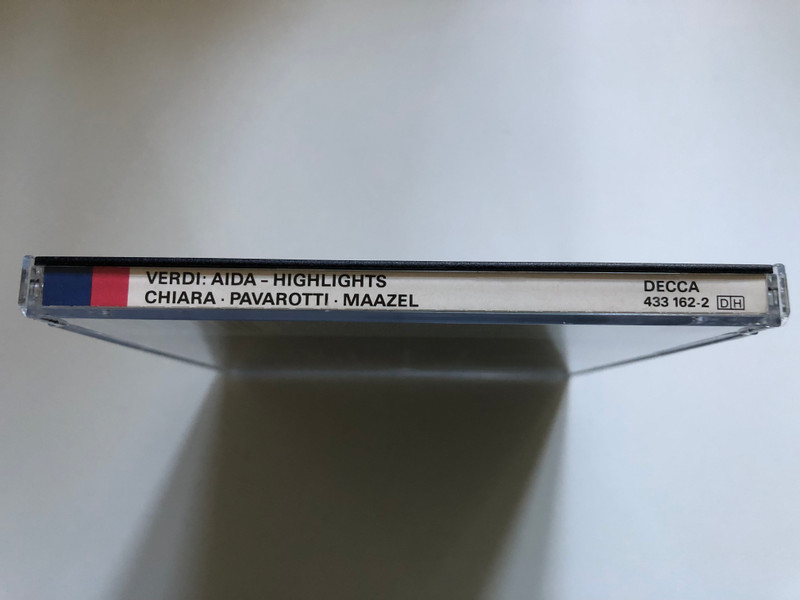 VERDI: AIDA – HIGHLIGHTS
CHIARA · PAVAROTTI · MAAZEL
DECCA
433 162-2 DH